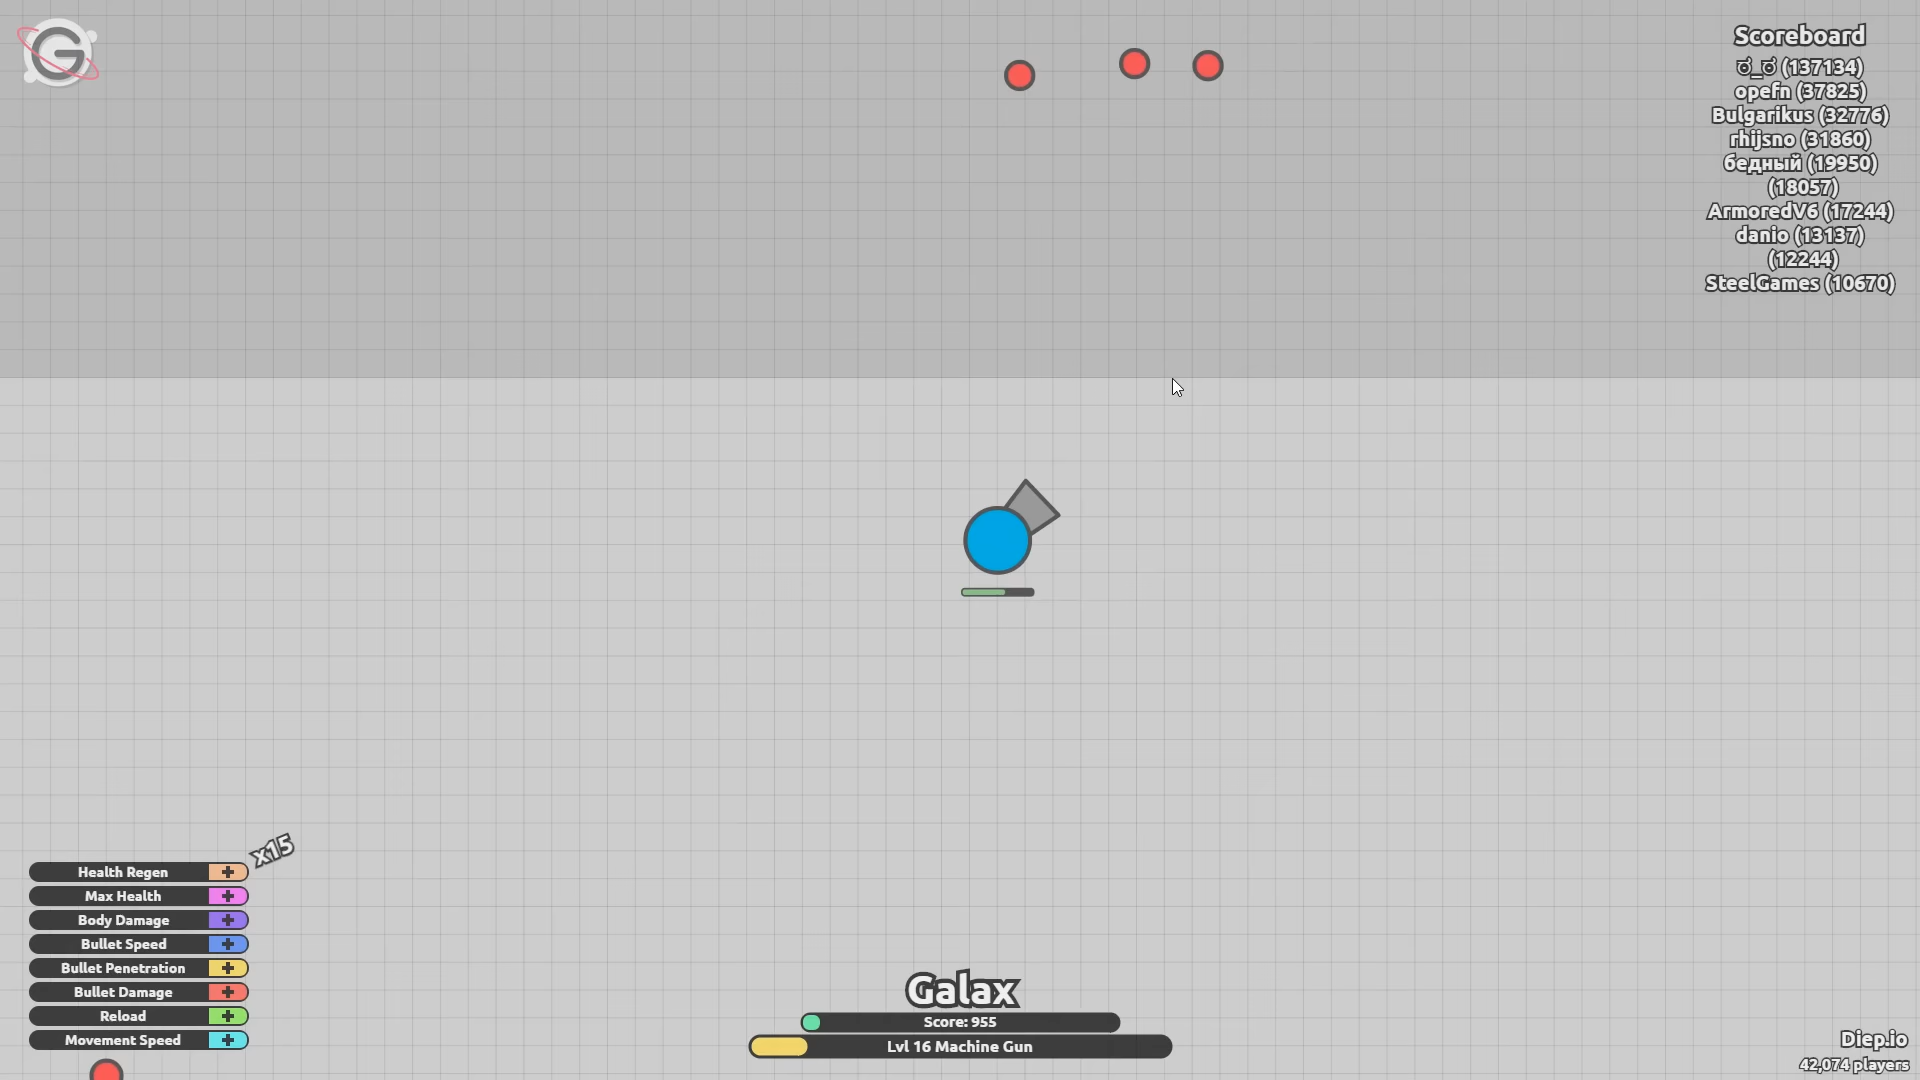 G
Scoreboard
ಠ_ಠ (137134)
opefn (37825)
Bulgarikus (32776)
rhijsno (31860)
бедный (19950)
(18057)
ArmoredV6 (17244)
danio (13137)
(12244)
SteelGames (10670)
x15
Health Regen
Max Health
Body Damage
Bullet Speed
Bullet Penetration
Bullet Damage
Reload
Movement Speed
Galax
Score: 955
Lvl 16 Machine Gun
Diep.io
42,074 players